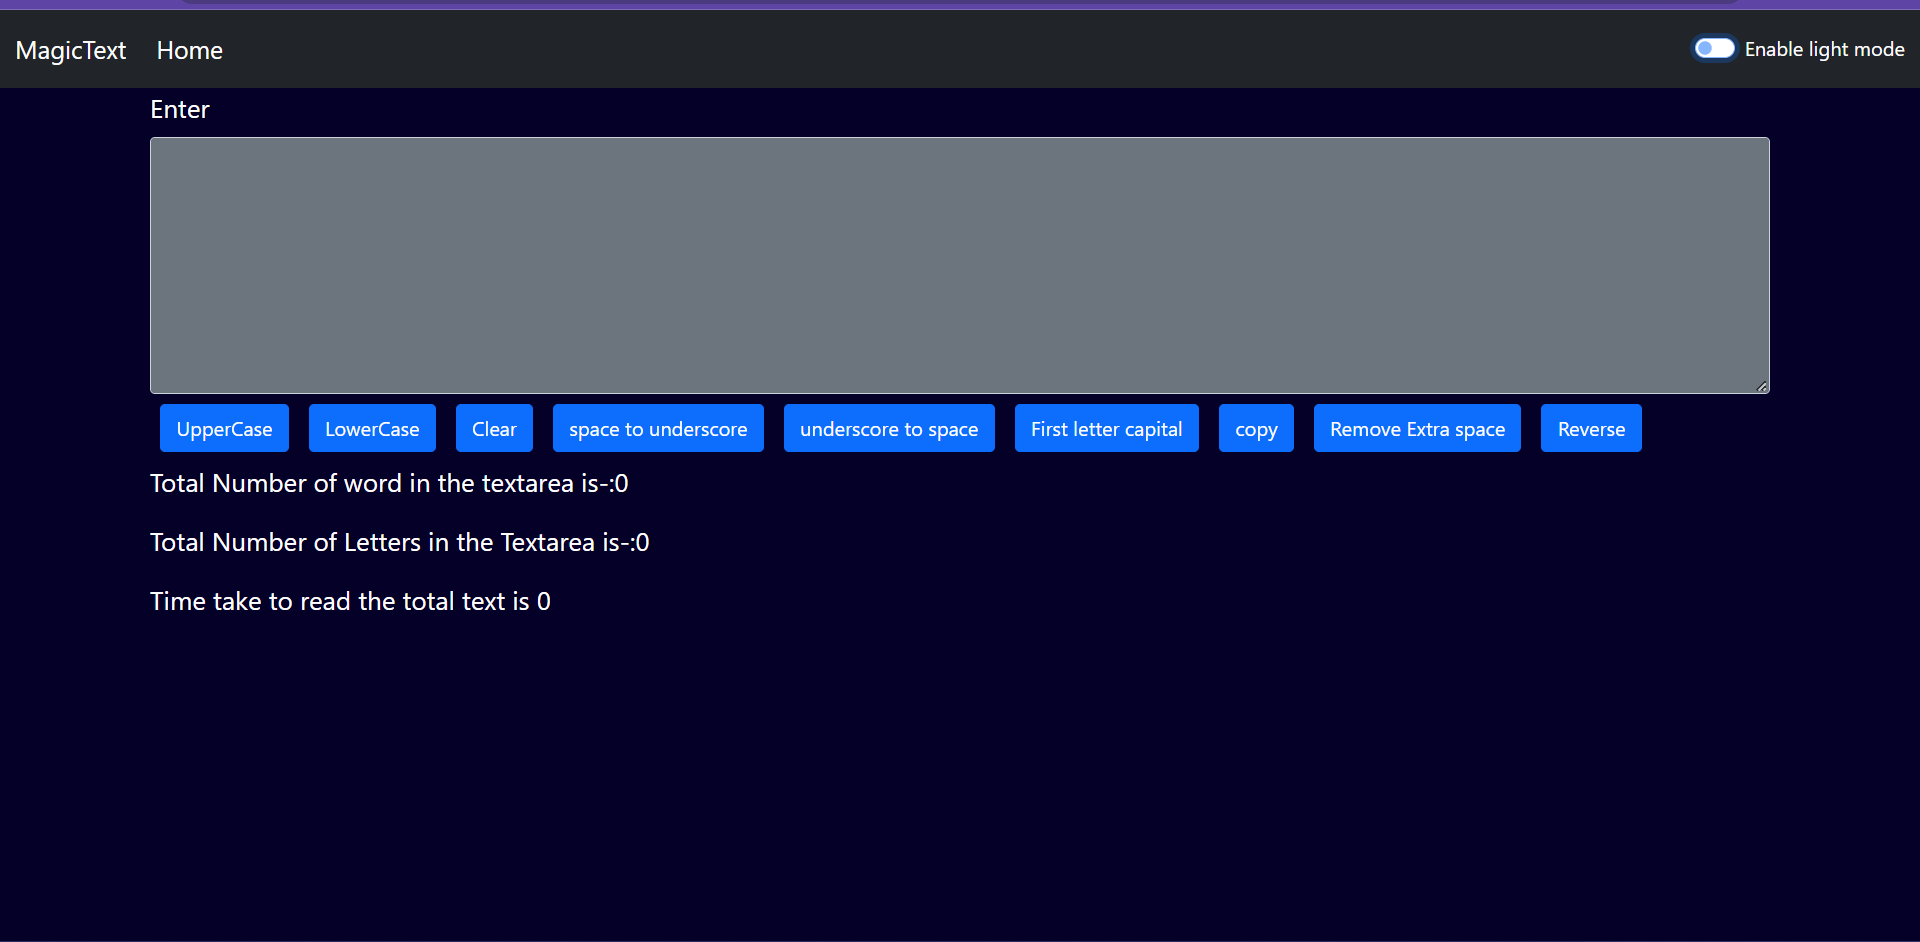 MagicText Home Enable light mode
Enter
UpperCase LowerCase Clear space to underscore underscore to space First letter capital copy Remove Extra space Reverse
Total Number of word in the textarea is-:0
Total Number of Letters in the Textarea is-:0
Time take to read the total text is 0